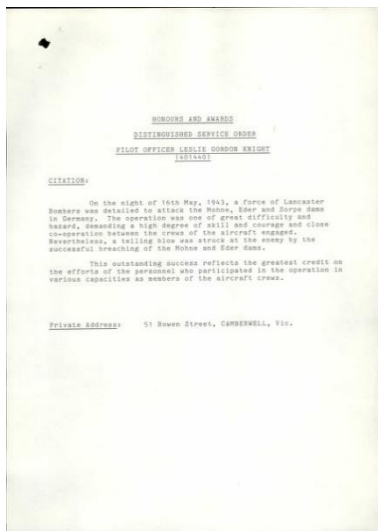 HONOURS AND AWARDS
DISTINGUISHED SERVICE ORDER
PILOT OFFICER LESLIE GORDON KNIGHT
(401440)
CITATION:
On the night of 16th May, 1943, a force of Lancaster
Bombers was detailed to attack the Mohne, Eder and Sorpe dams
in Germany. The operation was one of great difficulty and
hazard, demanding a high degree of skill and courage and close
co-operation between the crews of the aircraft engaged.
Nevertheless, a telling blow was struck at the enemy by the
successful breaching of the Mohne and Eder dams.
This outstanding success reflects the greatest credit on
the efforts of the personnel who participated in the operation in
various capacities as members of the aircraft crews.
Private Address: 51 Bowen Street, CAMBERWELL, Vic.